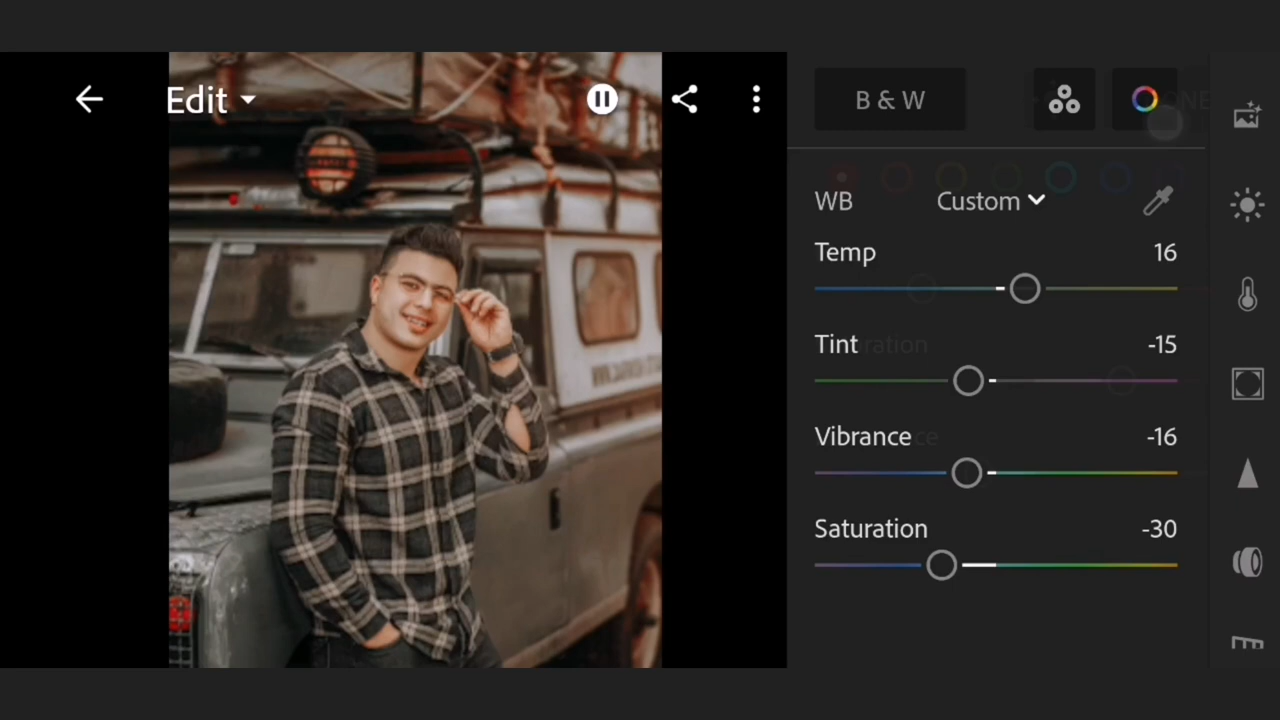 Edit
B & W
WB Custom
Temp 16
Tint -15
Vibrance -16
Saturation -30